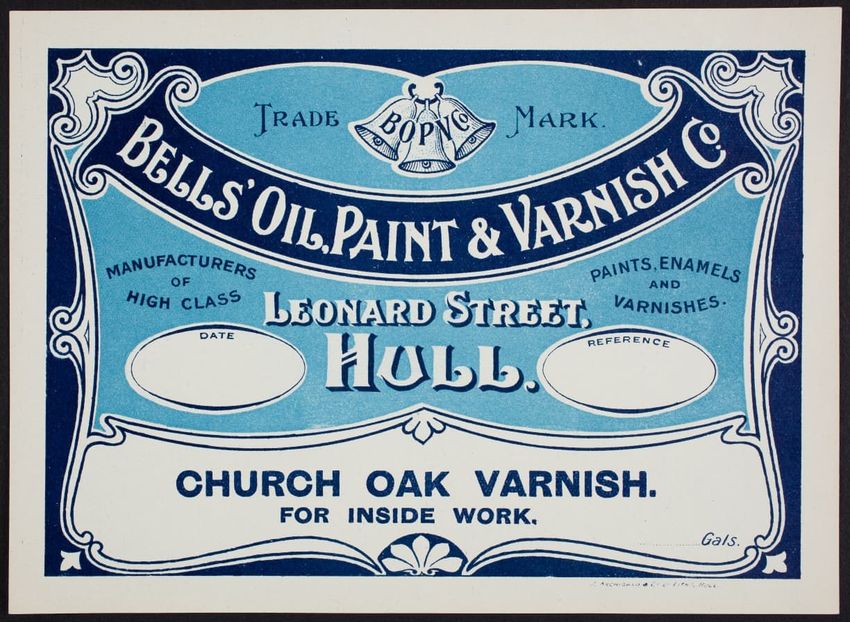 TRADE MARK.
BOPVCo
BELLS' OIL, PAINT & VARNISH Co
MANUFACTURERS
OF
HIGH CLASS
PAINTS, ENAMELS
AND
VARNISHES.
LEONARD STREET,
HULL.
DATE
REFERENCE
CHURCH OAK VARNISH.
FOR INSIDE WORK.
Gals.